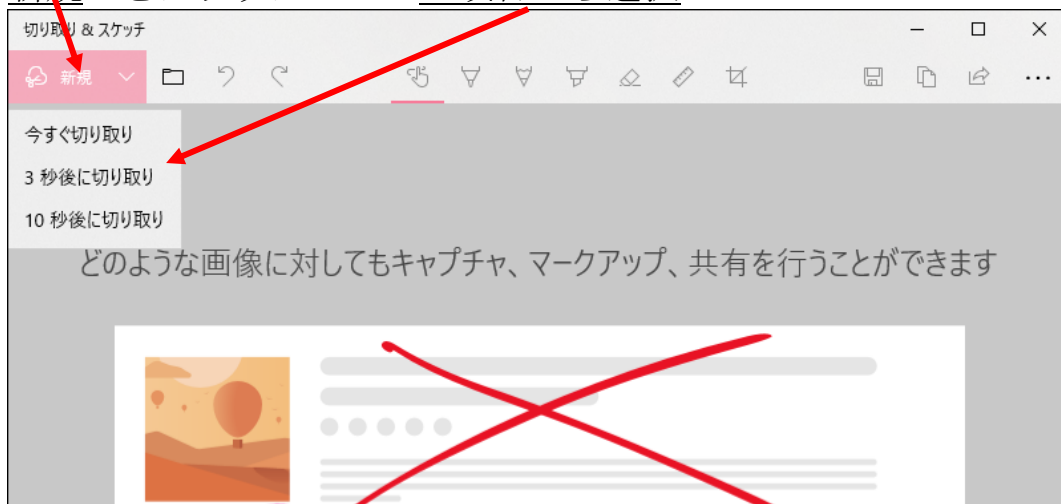 切り取り & スケッチ
新規
今すぐ切り取り
3 秒後に切り取り
10 秒後に切り取り
どのような画像に対してもキャプチャ、マークアップ、共有を行うことができます